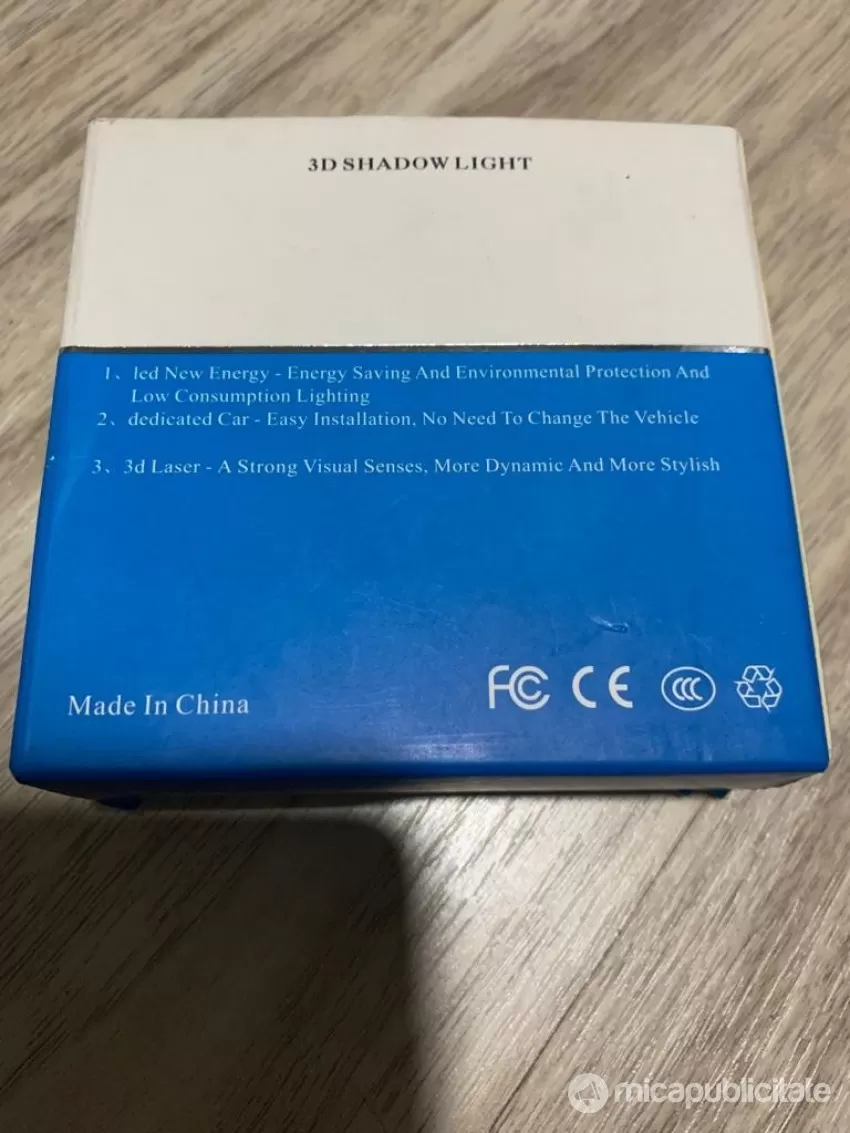 3D SHADOW LIGHT
1、led New Energy - Energy Saving And Environmental Protection And
Low Consumption Lighting
2、dedicated Car - Easy Installation, No Need To Change The Vehicle
3、3d Laser - A Strong Visual Senses, More Dynamic And More Stylish
Made In China
FC CE CCC
micapublicitate